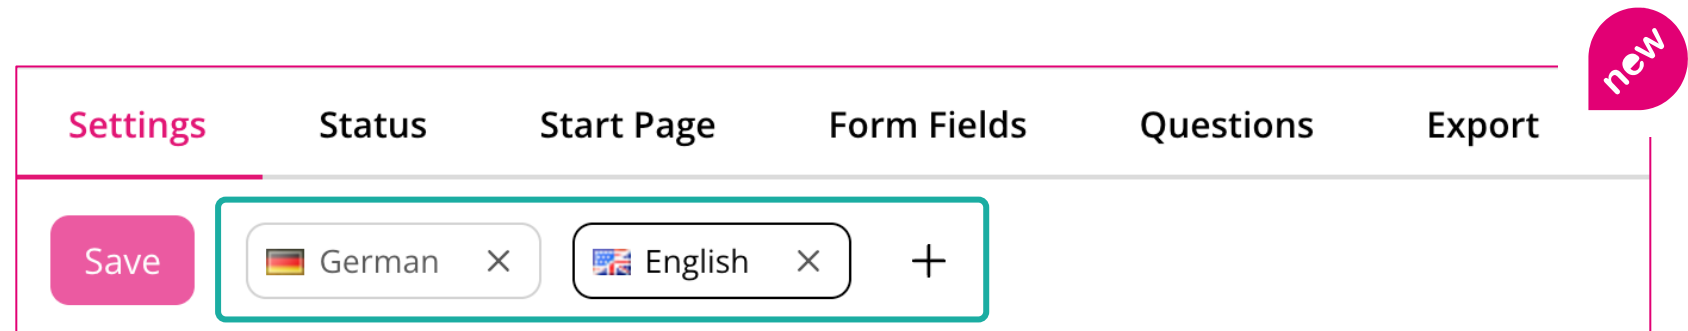 new
Settings Status Start Page Form Fields Questions Export
Save German English